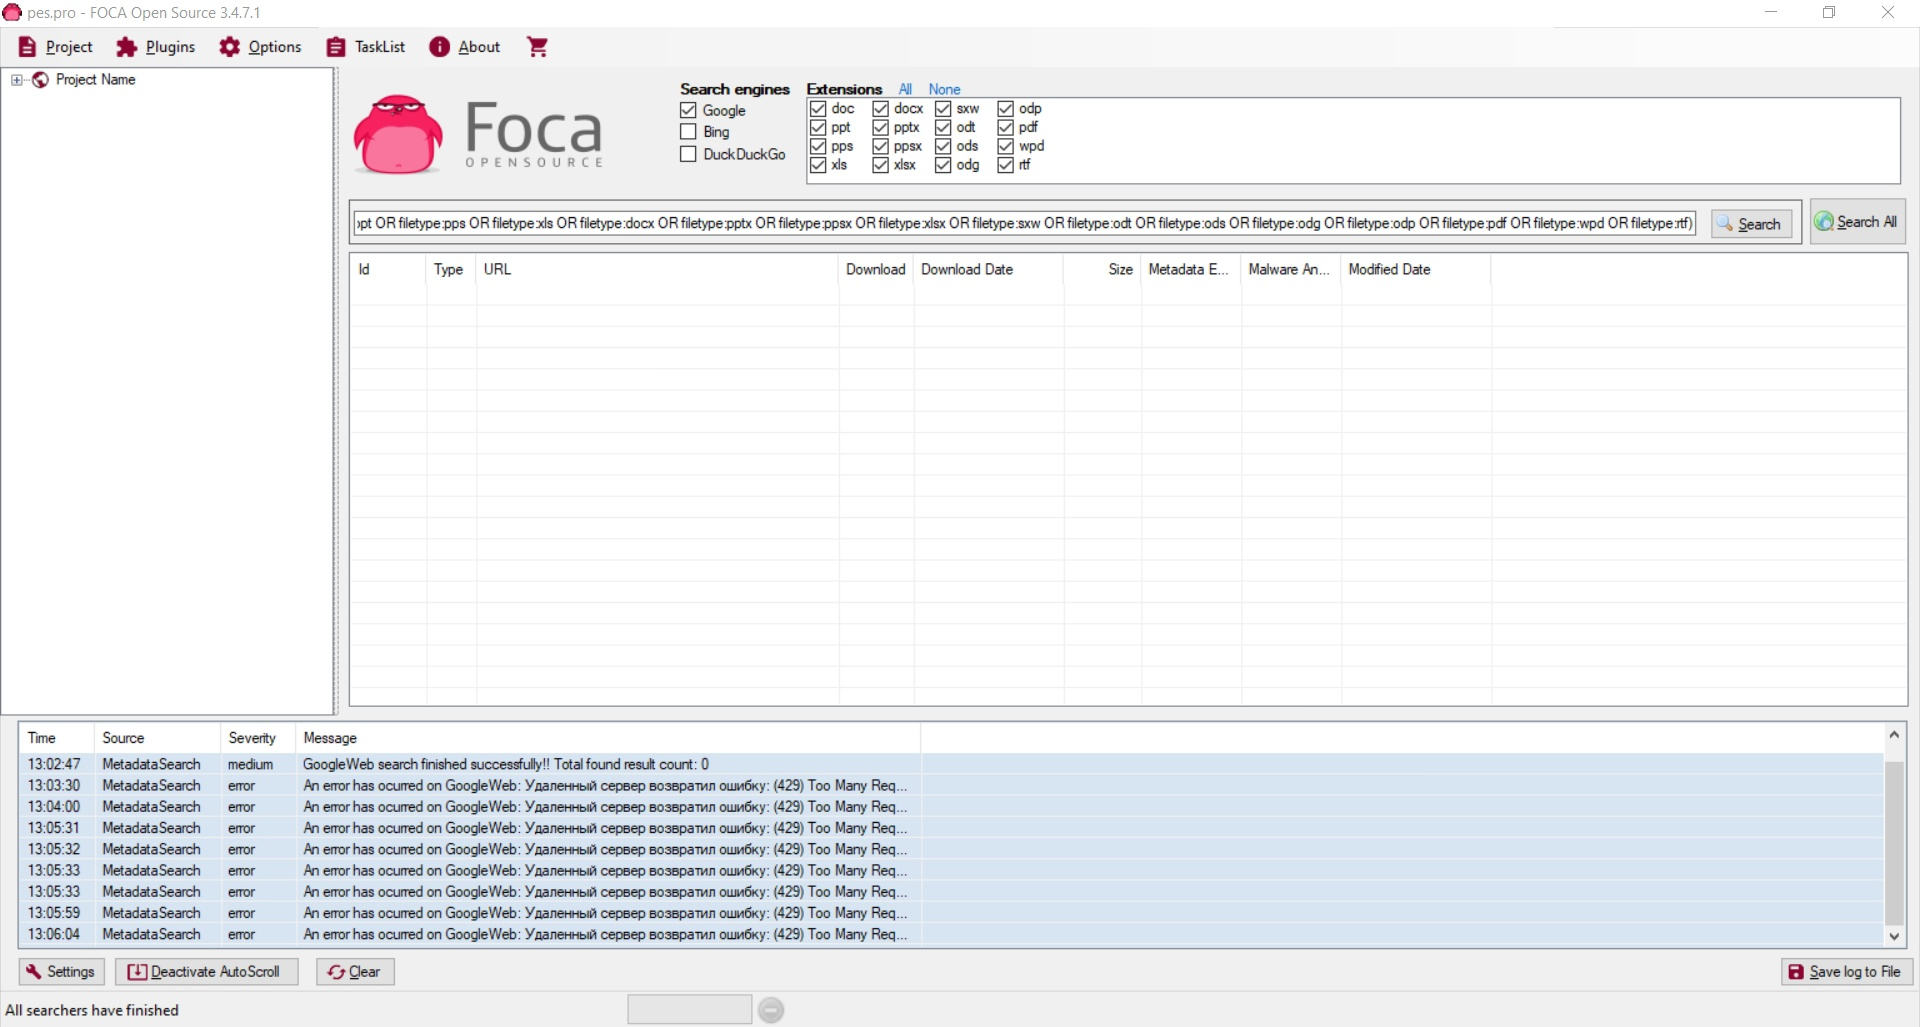 pes.pro - FOCA Open Source 3.4.7.1
Project Plugins Options TaskList About
Project Name
Foca
OPENSOURCE
Search engines
Google
Bing
DuckDuckGo
Extensions All None
doc docx sxw odp
ppt pptx odt pdf
pps ppsx ods wpd
xls xlsx odg rtf
ppt OR filetype:pps OR filetype:xls OR filetype:docx OR filetype:pptx OR filetype:ppsx OR filetype:xlsx OR filetype:sxw OR filetype:odt OR filetype:ods OR filetype:odg OR filetype:odp OR filetype:pdf OR filetype:wpd OR filetype:rtf)
Search
Search All
Id Type URL Download Download Date Size Metadata E... Malware An... Modified Date
Time Source Severity Message
13:02:47 MetadataSearch medium GoogleWeb search finished successfully!! Total found result count: 0
13:03:30 MetadataSearch error An error has ocurred on GoogleWeb: Удаленный сервер возвратил ошибку: (429) Too Many Req...
13:04:00 MetadataSearch error An error has ocurred on GoogleWeb: Удаленный сервер возвратил ошибку: (429) Too Many Req...
13:05:31 MetadataSearch error An error has ocurred on GoogleWeb: Удаленный сервер возвратил ошибку: (429) Too Many Req...
13:05:32 MetadataSearch error An error has ocurred on GoogleWeb: Удаленный сервер возвратил ошибку: (429) Too Many Req...
13:05:33 MetadataSearch error An error has ocurred on GoogleWeb: Удаленный сервер возвратил ошибку: (429) Too Many Req...
13:05:33 MetadataSearch error An error has ocurred on GoogleWeb: Удаленный сервер возвратил ошибку: (429) Too Many Req...
13:05:59 MetadataSearch error An error has ocurred on GoogleWeb: Удаленный сервер возвратил ошибку: (429) Too Many Req...
13:06:04 MetadataSearch error An error has ocurred on GoogleWeb: Удаленный сервер возвратил ошибку: (429) Too Many Req...
Settings Deactivate AutoScroll Clear Save log to File
All searchers have finished